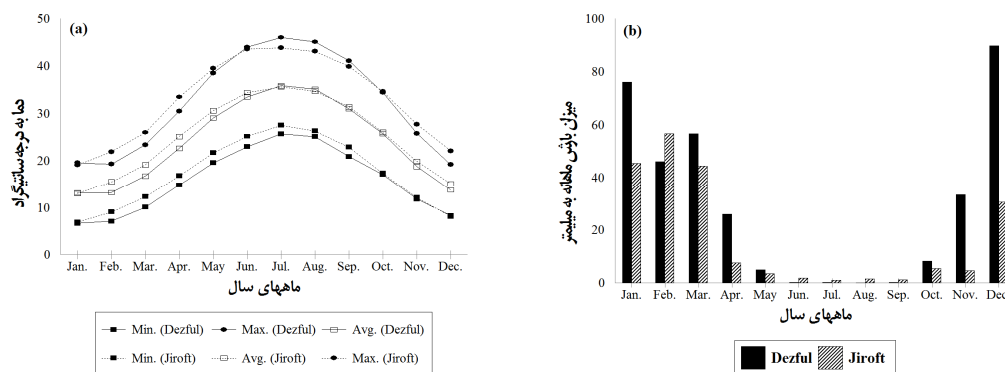 (a)
50
40
30
20
10
0
دما به درجه سانتیگراد
Jan. Feb. Mar. Apr. May Jun. Jul. Aug. Sep. Oct. Nov. Dec.
ماههای سال
Min. (Dezful) Max. (Dezful) Avg. (Dezful)
Min. (Jiroft) Avg. (Jiroft) Max. (Jiroft)
(b)
100
80
60
40
20
0
میزن بارش ماهانه به میلیمتر
Jan. Feb. Mar. Apr. May Jun. Jul. Aug. Sep. Oct. Nov. Dec
ماههای سال
Dezful Jiroft